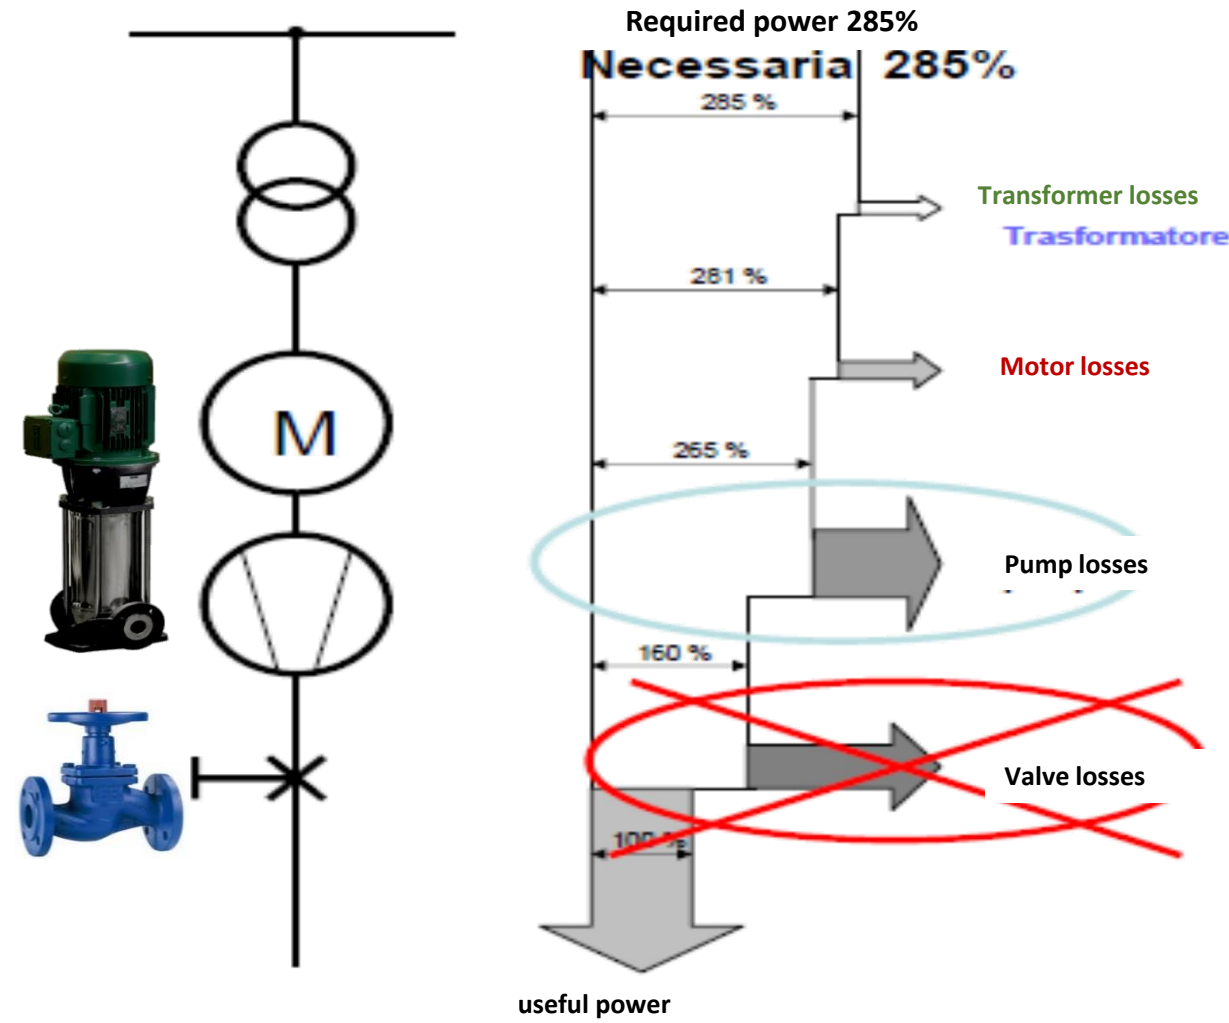 Required power 285%
Necessaria 285%
285 %
Transformer losses
Trasformatore
281 %
Motor losses
M
265 %
Pump losses
160 %
Valve losses
100 %
useful power